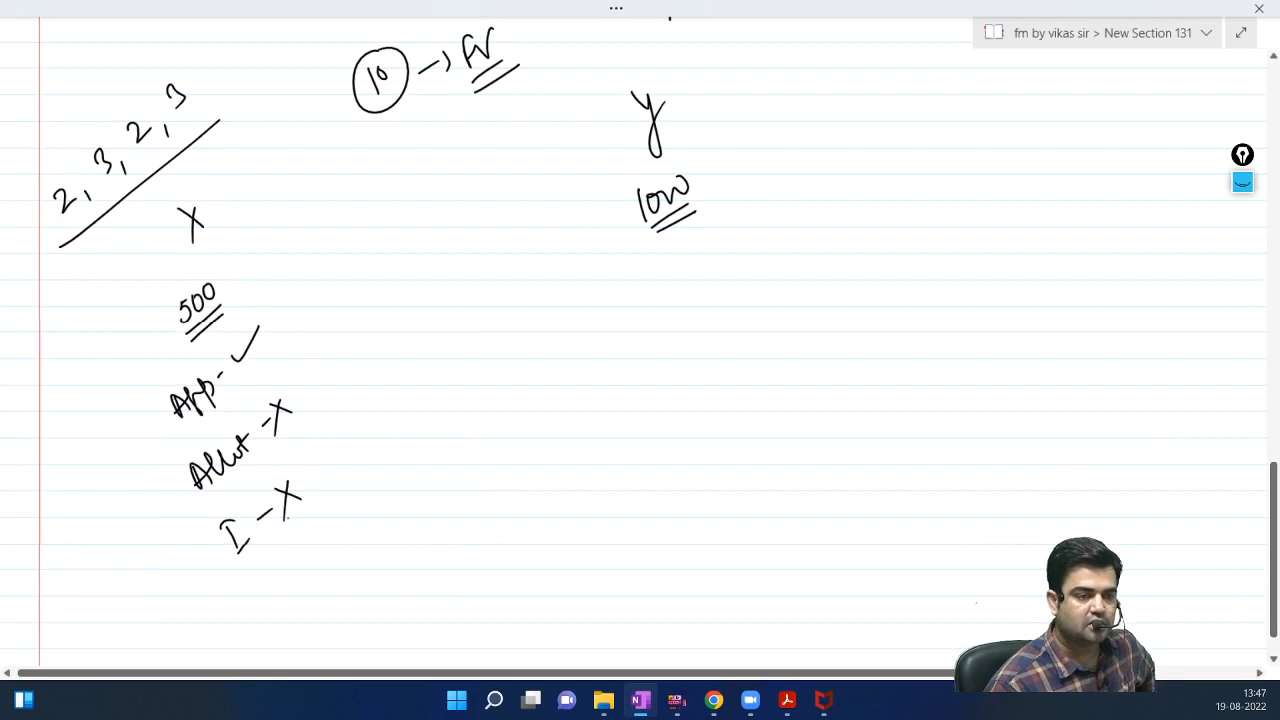 ...
fm by vikas sir > New Section 131
10 → FV
2, 3, 2, 3
X
y
500
1000
App - ✓
Allot - X
I - X
13:47
19-08-2022